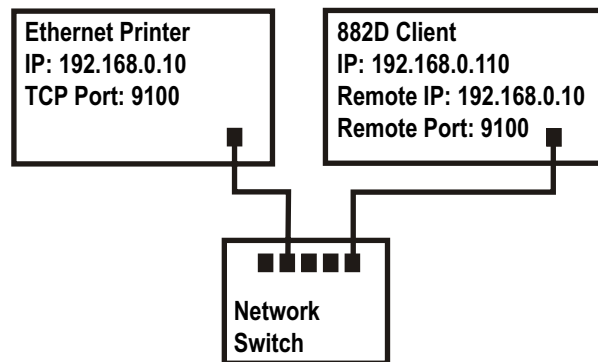 Ethernet Printer
IP: 192.168.0.10
TCP Port: 9100
882D Client
IP: 192.168.0.110
Remote IP: 192.168.0.10
Remote Port: 9100
Network
Switch